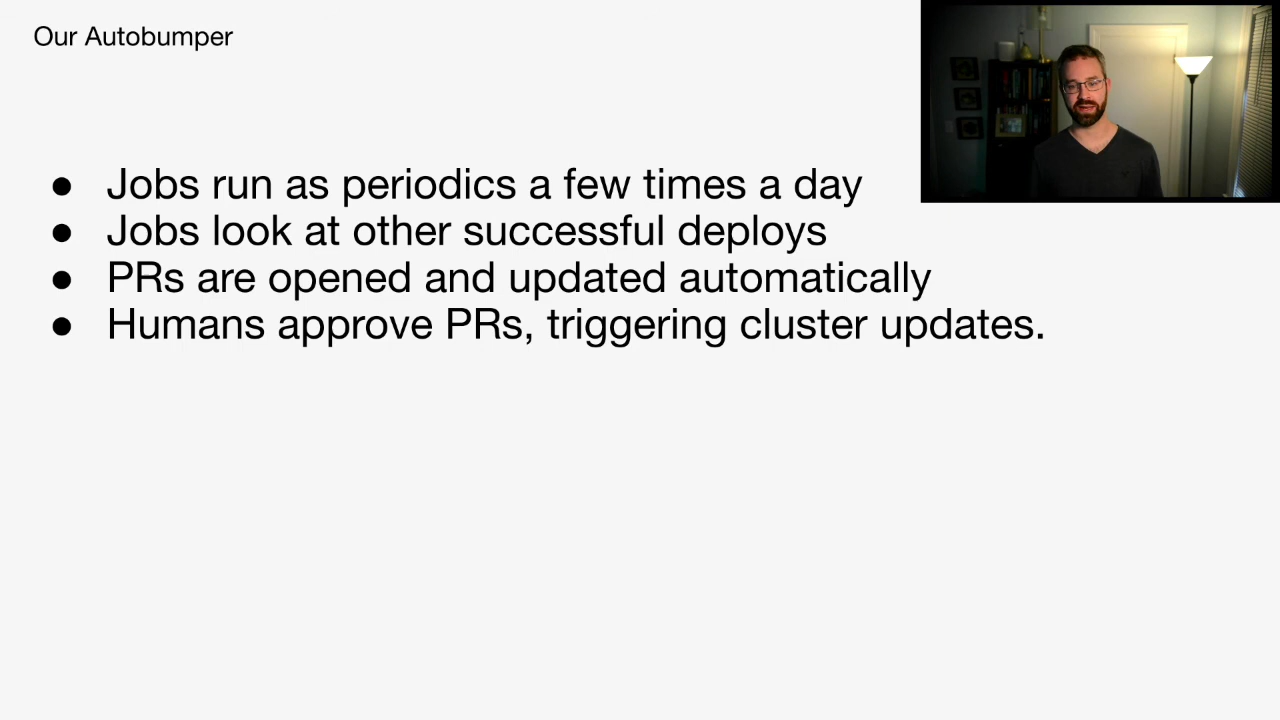 Our Autobumper
● Jobs run as periodics a few times a day
● Jobs look at other successful deploys
● PRs are opened and updated automatically
● Humans approve PRs, triggering cluster updates.